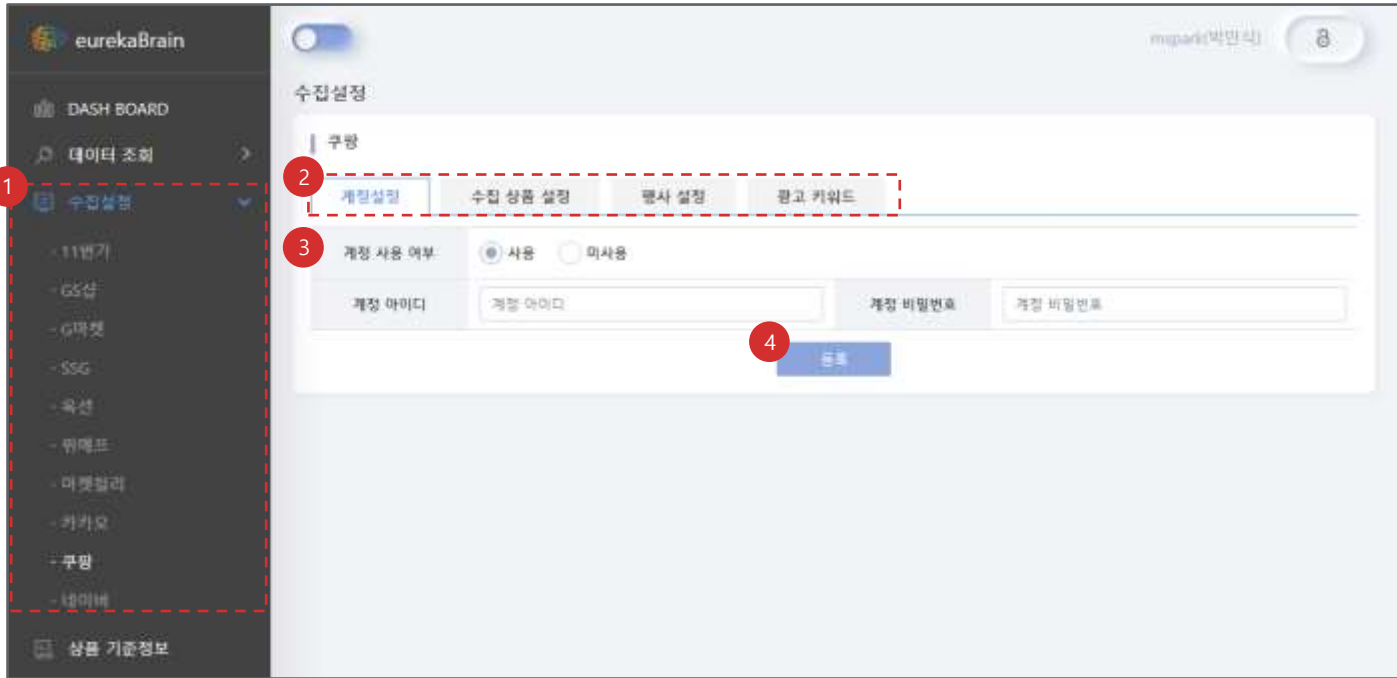 eurekaBrain
mspark(박민식)
DASH BOARD
데이터 조회
1
수집설정
- 11번가
- GS샵
- G마켓
- SSG
- 옥션
- 위메프
- 마켓컬리
- 카카오
- 쿠팡
- 네이버
상품 기준정보
수집설정
쿠팡
2
계정설정 수집 상품 설정 행사 설정 광고 키워드
3
계정 사용 여부 사용 미사용
계정 아이디 계정 아이디 계정 비밀번호 계정 비밀번호
4
등록